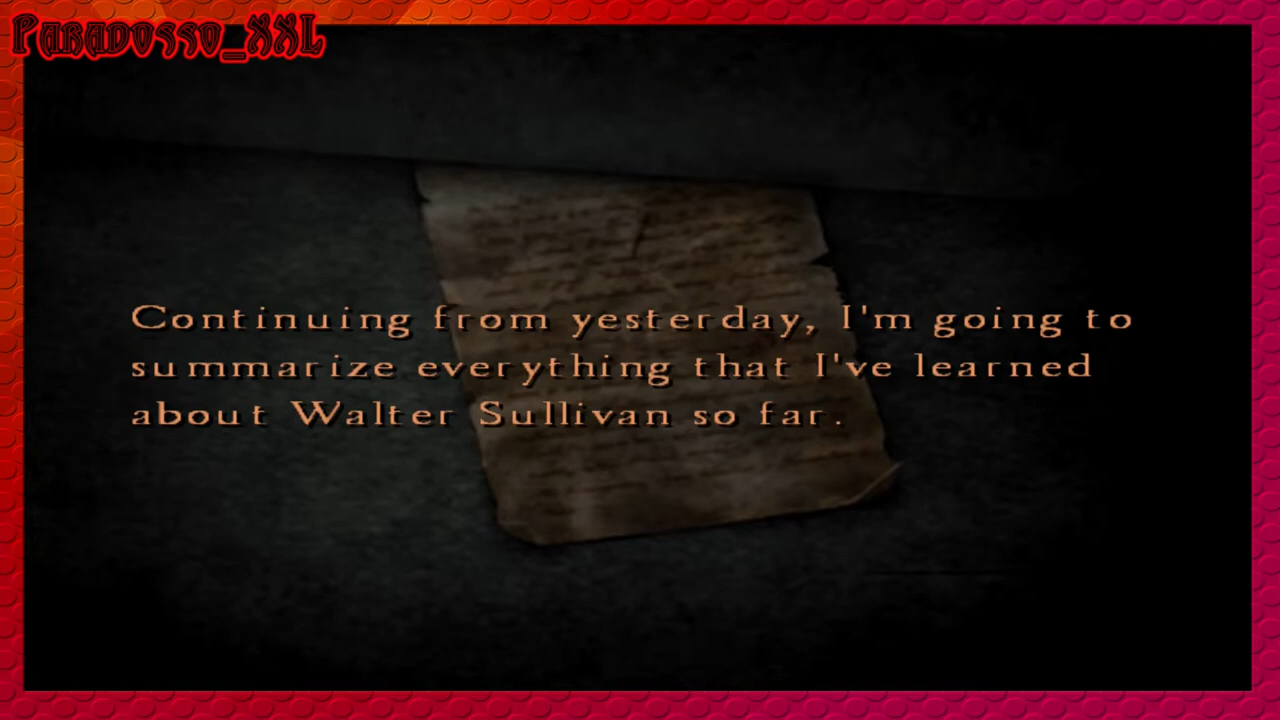 Paradosso_XXL
Continuing from yesterday, I'm going to
summarize everything that I've learned
about Walter Sullivan so far.